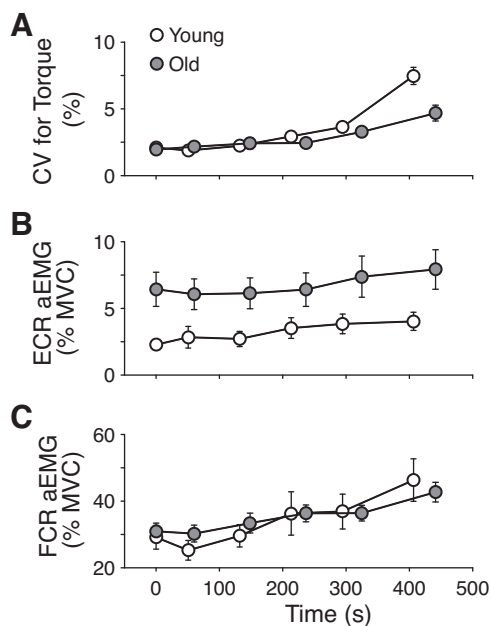 A
Young
Old
10
5
0
CV for Torque
(%)
B
10
5
0
ECR aEMG
(% MVC)
C
60
40
20
FCR aEMG
(% MVC)
0 100 200 300 400 500
Time (s)